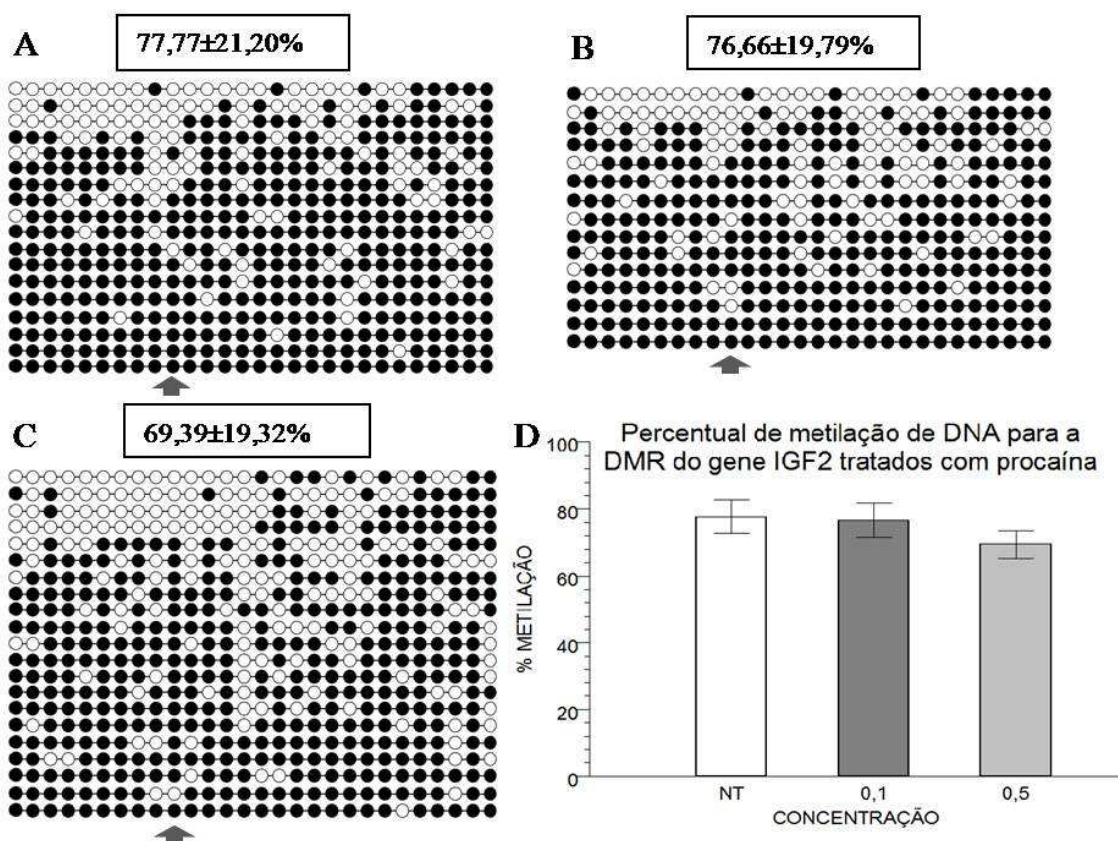 A
77,77±21,20%
B
76,66±19,79%
C
69,39±19,32%
D
Percentual de metilação de DNA para a
DMR do gene IGF2 tratados com procaína
% METILAÇÃO
100
80
60
40
20
0
NT
0,1
0,5
CONCENTRAÇÃO